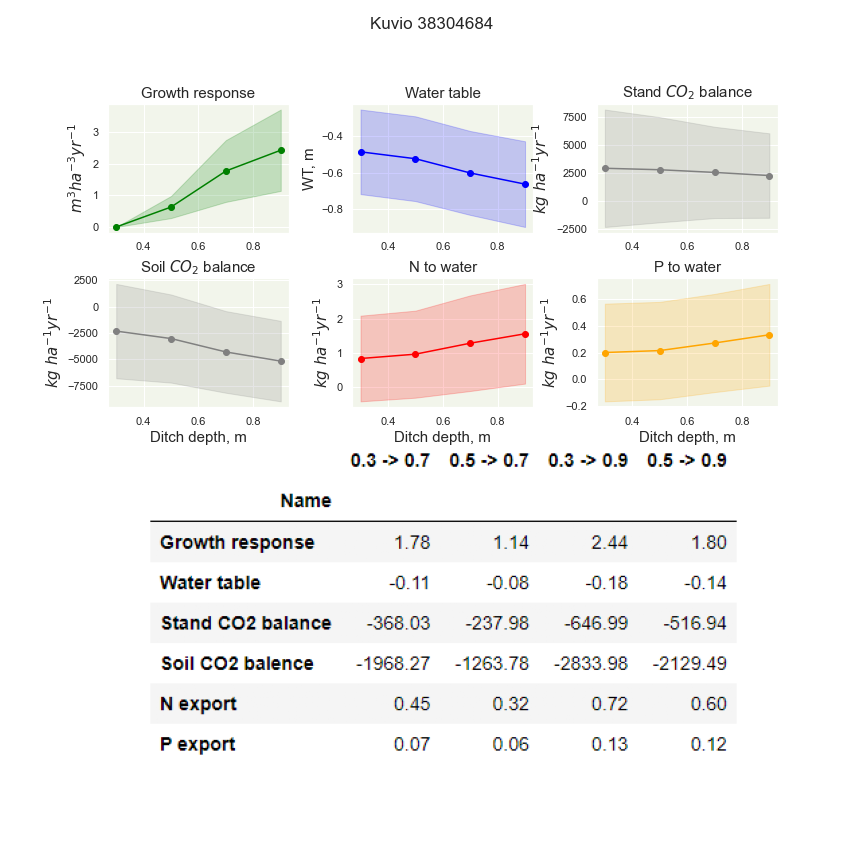 Kuvio 38304684
Growth response
Water table
Stand CO2 balance
m³ha⁻³yr⁻¹
3
2
1
0
0.4 0.6 0.8
WT, m
−0.4
−0.6
−0.8
0.4 0.6 0.8
kg ha⁻¹yr⁻¹
7500
5000
2500
0
−2500
0.4 0.6 0.8
Soil CO2 balance
N to water
P to water
kg ha⁻¹yr⁻¹
2500
0
−2500
−5000
−7500
0.4 0.6 0.8
Ditch depth, m
kg ha⁻¹yr⁻¹
3
2
1
0
0.4 0.6 0.8
Ditch depth, m
kg ha⁻¹yr⁻¹
0.6
0.4
0.2
0.0
−0.2
0.4 0.6 0.8
Ditch depth, m
0.3 -> 0.7 0.5 -> 0.7 0.3 -> 0.9 0.5 -> 0.9
Name
Growth response 1.78 1.14 2.44 1.80
Water table -0.11 -0.08 -0.18 -0.14
Stand CO2 balance -368.03 -237.98 -646.99 -516.94
Soil CO2 balence -1968.27 -1263.78 -2833.98 -2129.49
N export 0.45 0.32 0.72 0.60
P export 0.07 0.06 0.13 0.12